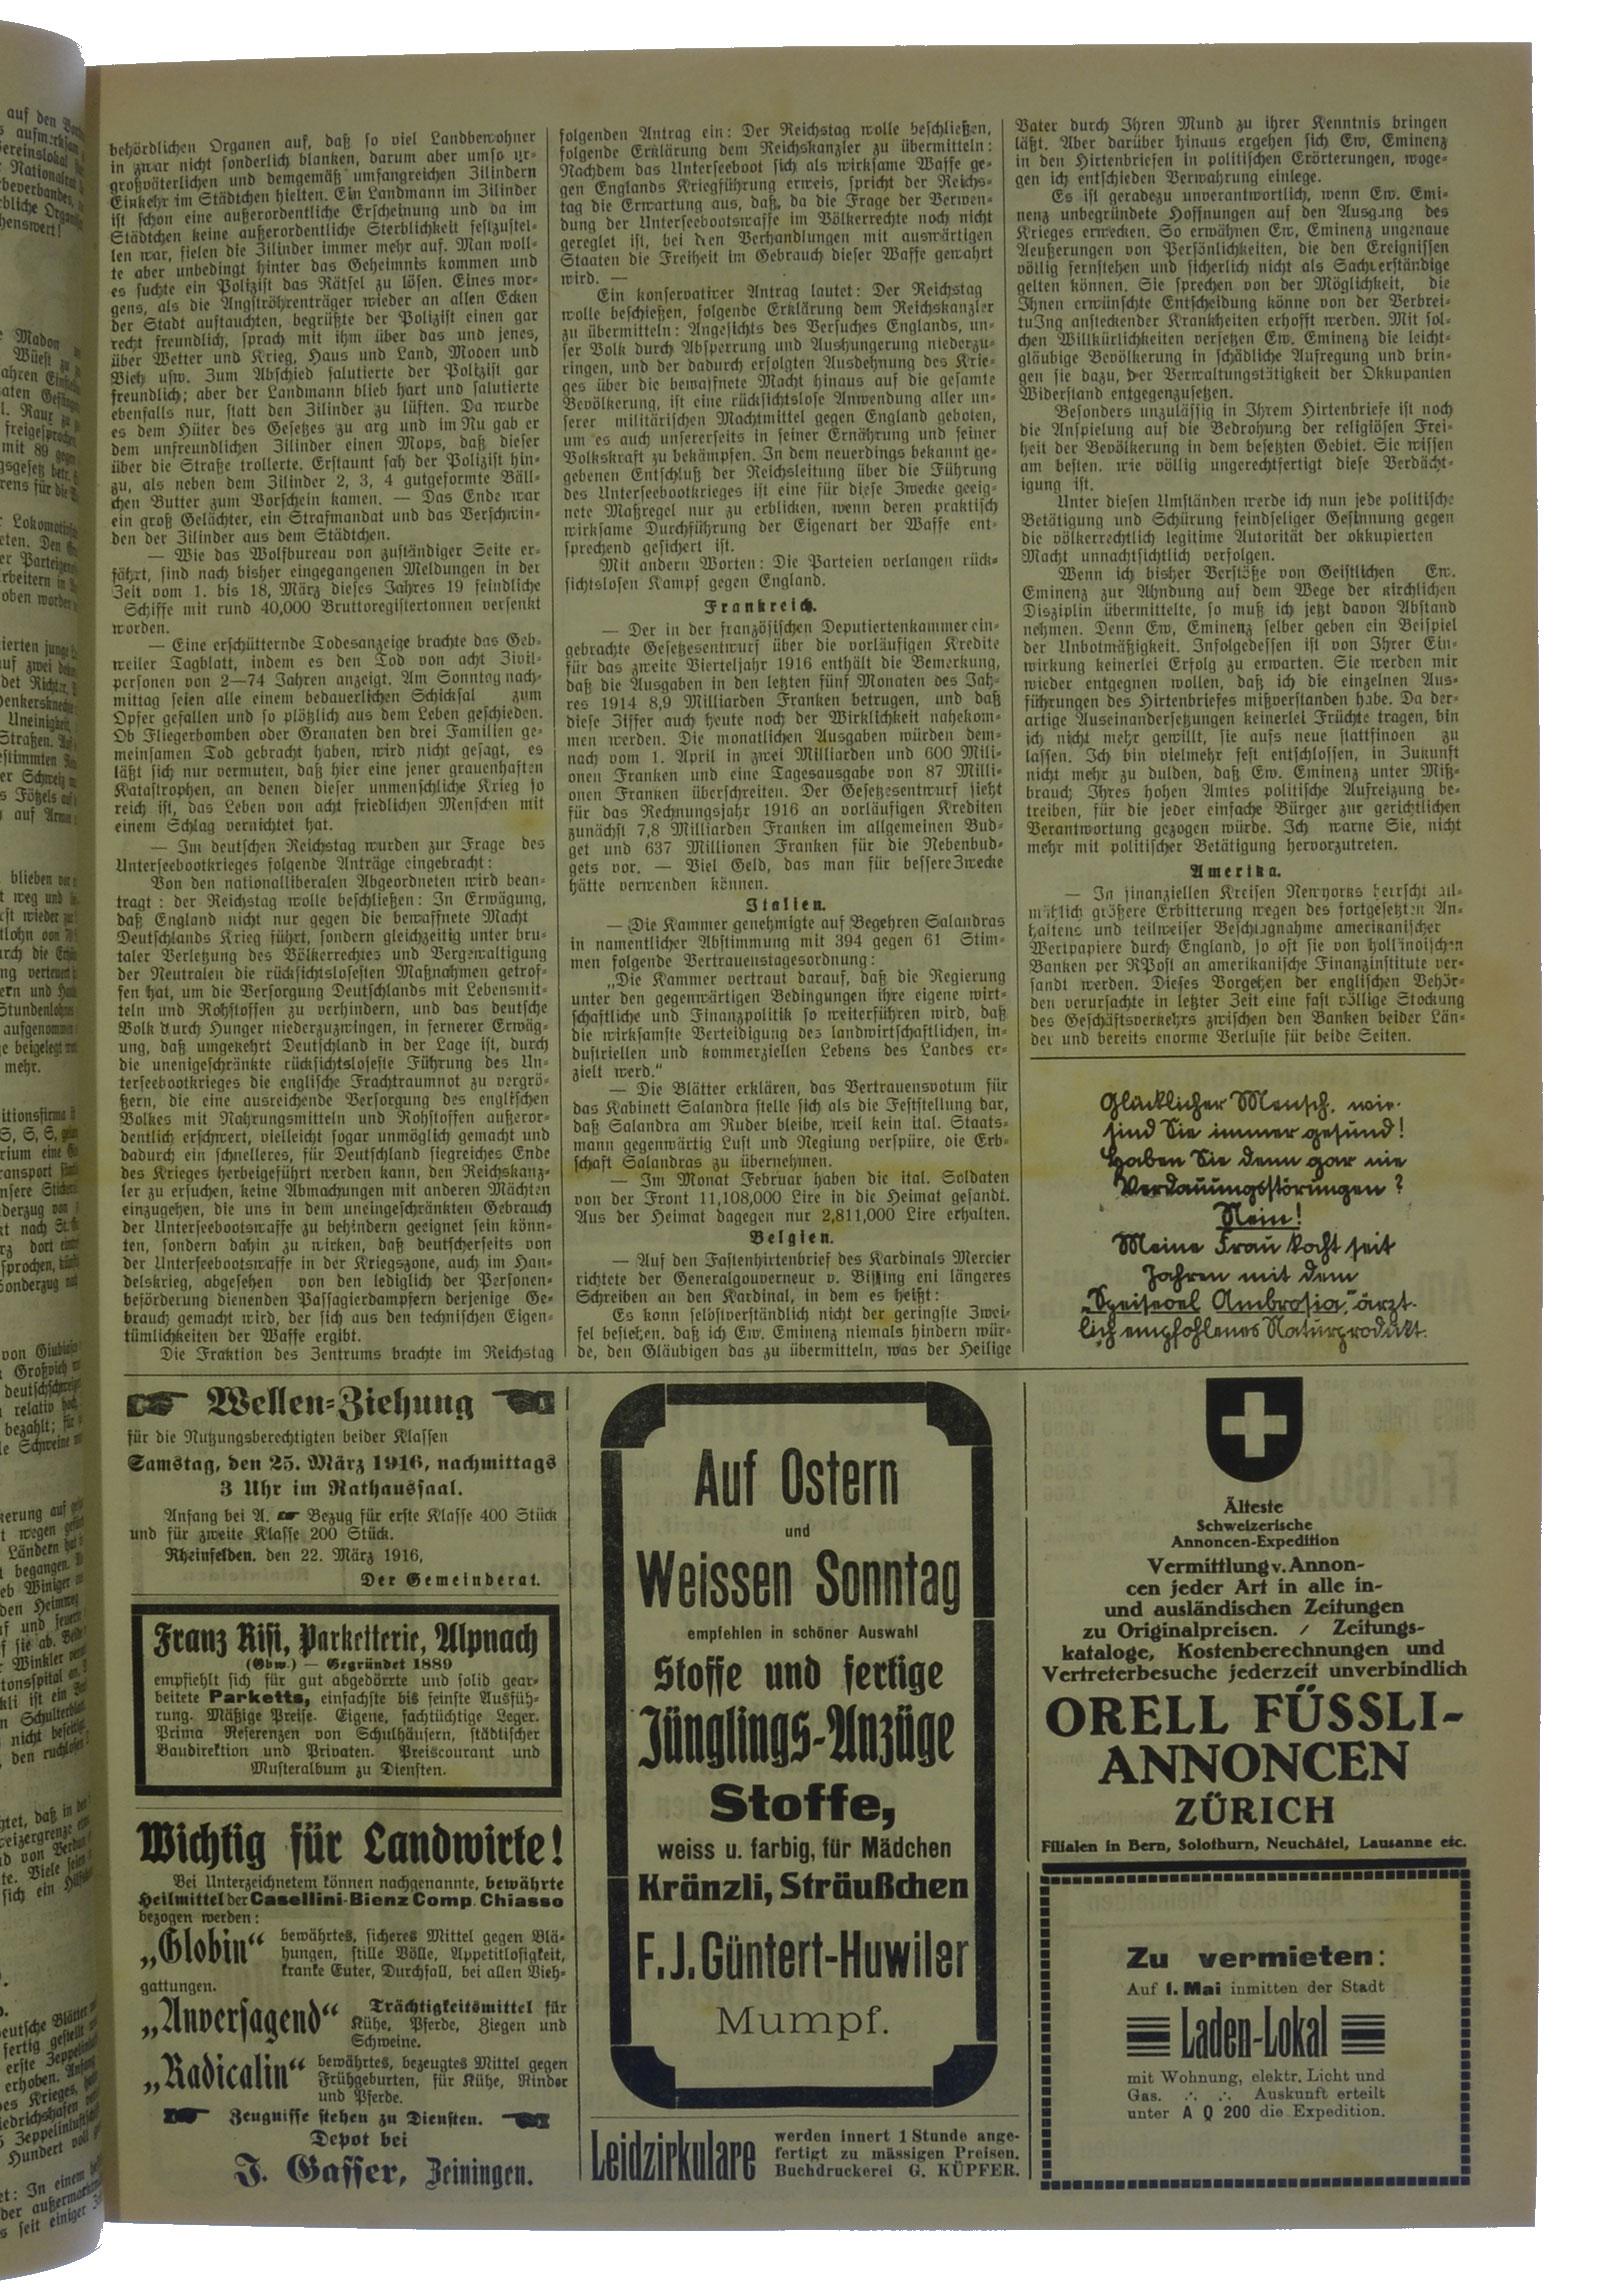 behördlichen Organen auf, daß so viel Landbewohner
in zwar nicht sonderlich blanken, darum aber umso ur-
großväterlichen und demgemäß umfangreichen Zilindern
Einkehr im Städtchen hielten. Ein Landmann im Zilinder
ist schon eine außerordentliche Erscheinung und da im
Städtchen keine außerordentliche Sterblichkeit festzustel-
len war, fielen die Zilinder immer mehr auf. Man woll-
te aber unbedingt hinter das Geheimnis kommen und
es suchte ein Polizist das Rätsel zu lösen. Eines mor-
gens, als die Angströhrenträger wieder an allen Ecken
der Stadt auftauchten, begrüßte der Polizist einen gar
recht freundlich, sprach mit ihm über das und jenes,
über Wetter und Krieg, Haus und Land, Moden und
Vieh usw. Zum Abschied salutierte der Polizist gar
freundlich; aber der Landmann blieb hart und salutierte
ebenfalls nur, statt den Zilinder zu lüften. Da wurde
es dem Hüter des Gesetzes zu arg und im Nu gab er
dem unfreundlichen Zilinder einen Mops, daß dieser
über die Straße trollerte. Erstaunt sah der Polizist hin-
zu, als neben dem Zilinder 2, 3, 4 gutgeformte Bäll-
chen Butter zum Vorschein kamen. — Das Ende war
ein groß Gelächter, ein Strafmandat und das Verschwin-
den der Zilinder aus dem Städtchen.
— Wie das Wolfbureau von zuständiger Seite er-
fährt, sind nach bisher eingegangenen Meldungen in der
Zeit vom 1. bis 18, März dieses Jahres 19 feindliche
Schiffe mit rund 40,000 Bruttoregistertonnen versenkt
worden.
— Eine erschütternde Todesanzeige brachte das Geb-
weiler Tagblatt, indem es den Tod von acht Zivil-
personen von 2—74 Jahren anzeigt. Am Sonntag nach-
mittag seien alle einem bedauerlichen Schicksal zum
Opfer gefallen und so plötzlich aus dem Leben geschieden.
Ob Fliegerbomben oder Granaten den drei Familien ge-
meinsamen Tod gebracht haben, wird nicht gesagt, es
läßt sich nur vermuten, daß hier eine jener grauenhaften
Katastrophen, an denen dieser unmenschliche Krieg so
reich ist, das Leben von acht friedlichen Menschen mit
einem Schlag vernichtet hat.
— Im deutschen Reichstag wurden zur Frage des
Unterseebootkrieges folgende Anträge eingebracht:
Von den nationalliberalen Abgeordneten wird bean-
tragt: der Reichstag wolle beschließen: In Erwägung,
daß England nicht nur gegen die bewaffnete Macht
Deutschlands Krieg führt, sondern gleichzeitig unter bru-
taler Verletzung des Völkerrechtes und Vergewaltigung
der Neutralen die rücksichtslosesten Maßnahmen getrof-
fen hat, um die Versorgung Deutschlands mit Lebensmit-
teln und Rohstoffen zu verhindern, und das deutsche
Volk durch Hunger niederzuzwingen, in fernerer Erwäg-
ung, daß umgekehrt Deutschland in der Lage ist, durch
die uneingeschränkte rücksichtsloseste Führung des Un-
terseebootkrieges die englische Frachtraumnot zu vergrö-
ßern, die eine ausreichende Versorgung des englischen
Volkes mit Nahrungsmitteln und Rohstoffen außeror-
dentlich erschwert, vielleicht sogar unmöglich gemacht und
dadurch ein schnelleres, für Deutschland siegreiches Ende
des Krieges herbeigeführt werden kann, den Reichskanz-
ler zu ersuchen, keine Abmachungen mit anderen Mächten
einzugehen, die uns in dem uneingeschränkten Gebrauch
der Unterseebootswaffe zu behindern geeignet sein könn-
ten, sondern dahin zu wirken, daß deutscherseits von
der Unterseebootswaffe in der Kriegszone, auch im Han-
delskrieg, abgesehen von den lediglich der Personen-
beförderung dienenden Passagierdampfern derjenige Ge-
brauch gemacht wird, der sich aus den technischen Eigen-
tümlichkeiten der Waffe ergibt.
Die Fraktion des Zentrums brachte im Reichstag
folgenden Antrag ein: Der Reichstag wolle beschließen,
folgende Erklärung dem Reichskanzler zu übermitteln:
Nachdem das Unterseeboot sich als wirksame Waffe ge-
gen Englands Kriegführung erweis, spricht der Reichs-
tag die Erwartung aus, daß, da die Frage der Verwen-
dung der Unterseebootswaffe im Völkerrechte noch nicht
geregelt ist, bei den Verhandlungen mit auswärtigen
Staaten die Freiheit im Gebrauch dieser Waffe gewahrt
wird. —
Ein konservativer Antrag lautet: Der Reichstag
wolle beschießen, folgende Erklärung dem Reichskanzler
zu übermitteln: Angesichts des Versuches Englands, un-
ser Volk durch Absperrung und Aushungerung niederzu-
ringen, und der dadurch erfolgten Ausdehnung des Krie-
ges über die bewaffnete Macht hinaus auf die gesamte
Bevölkerung, ist eine rücksichtslose Anwendung aller un-
serer militärischen Machtmittel gegen England geboten,
um es auch unsererseits in seiner Ernährung und seiner
Volkskraft zu bekämpfen. In dem neuerdings bekannt ge-
gebenen Entschluß der Reichsleitung über die Führung
des Unterseebootkrieges ist eine für diese Zwecke geeig-
nete Maßregel nur zu erblicken, wenn deren praktisch
wirksame Durchführung der Eigenart der Waffe ent-
sprechend gesichert ist.
Mit andern Worten: Die Parteien verlangen rück-
sichtslosen Kampf gegen England.
Frankreich.
— Der in der französischen Deputiertenkammer ein-
gebrachte Gesetzesentwurf über die vorläufigen Kredite
für das zweite Vierteljahr 1916 enthält die Bemerkung,
daß die Ausgaben in den letzten fünf Monaten des Jah-
res 1914 8,9 Milliarden Franken betrugen, und daß
diese Ziffer auch heute noch der Wirklichkeit nahekom-
men werden. Die monatlichen Ausgaben würden dem-
nach vom 1. April in zwei Milliarden und 600 Mili-
onen Franken und eine Tagesausgabe von 87 Milli-
onen Franken überschreiten. Der Gesetzesentwurf sieht
für das Rechnungsjahr 1916 an vorläufigen Krediten
zunächst 7,8 Milliarden Franken im allgemeinen Bud-
get und 637 Millionen Franken für die Nebenbud-
gets vor. — Viel Geld, das man für bessere Zwecke
hätte verwenden können.
Italien.
— Die Kammer genehmigte auf Begehren Salandras
in namentlicher Abstimmung mit 394 gegen 61 Stim-
men folgende Vertrauenstagesordnung:
„Die Kammer vertraut darauf, daß die Regierung
unter den gegenwärtigen Bedingungen ihre eigene wirt-
schaftliche und Finanzpolitik so weiterführen wird, daß
die wirksamste Verteidigung des landwirtschaftlichen, in-
dustriellen und kommerziellen Lebens des Landes er-
zielt werd.“
— Die Blätter erklären, das Vertrauensvotum für
das Kabinett Salandra stelle sich als die Feststellung dar,
daß Salandra am Ruder bleibe, weil kein ital. Staats-
mann gegenwärtig Lust und Negiung verspüre, die Erb-
schaft Salandras zu übernehmen.
— Im Monat Februar haben die ital. Soldaten
von der Front 11,108,000 Lire in die Heimat gesandt.
Aus der Heimat dagegen nur 2,811,000 Lire erhalten.
Belgien.
— Auf den Fastenhirtenbrief des Kardinals Mercier
richtete der Generalgouverneur v. Bissing eni längeres
Schreiben an den Kardinal, in dem es heißt:
Es konn selöstverständlich nicht der geringste Zwei-
fel bestehen, daß ich Ew. Eminenz niemals hindern wür-
de, den Gläubigen das zu übermitteln, was der Heilige
Vater durch Ihren Mund zu ihrer Kenntnis bringen
läßt. Aber darüber hinaus ergehen sich Ew, Eminenz
in den Hirtenbriefen in politischen Erörterungen, woge-
gen ich entschieden Verwahrung einlege.
Es ist geradezu unverantwortlich, wenn Ew. Emi-
nenz unbegründete Hoffnungen auf den Ausgang des
Krieges erwecken. So erwähnen Ew, Eminenz ungenaue
Aeußerungen von Persönlichkeiten, die den Ereignissen
völlig fernstehen und sicherlich nicht als Sachverständige
gelten können. Sie sprechen von der Möglichkeit, die
Ihnen erwünschte Entscheidung könne von der Verbrei-
tuIng ansteckender Krankheiten erhofft werden. Mit sol-
chen Willkürlichkeiten versetzen Ew. Eminenz die leicht-
gläubige Bevölkerung in schädliche Aufregung und brin-
gen sie dazu, der Verwaltungstätigkeit der Okkupanten
Widerstand entgegenzusetzen.
Besonders unzulässig in Ihrem Hirtenbriefe ist noch
die Anspielung auf die Bedrohung der religiösen Frei-
heit der Bevölkerung in dem besetzten Gebiet. Sie wissen
am besten, wie völlig ungerechtfertigt diese Verdächt-
igung ist.
Unter diesen Umständen werde ich nun jede politische
Betätigung und Schürung feindseliger Gesinnung gegen
die völkerrechtlich legitime Autorität der okkupierten
Macht unnachtsichtlich verfolgen.
Wenn ich bisher Verstöße von Geistlichen Ew.
Eminenz zur Ahndung auf dem Wege der kirchlichen
Disziplin übermittelte, so muß ich jetzt davon Abstand
nehmen. Denn Ew, Eminenz selber geben ein Beispiel
der Unbotmäßigkeit. Infolgedessen ist von Ihrer Ein-
wirkung keinerlei Erfolg zu erwarten. Sie werden mir
wieder entgegnen wollen, daß ich die einzelnen Aus-
führungen des Hirtenbriefes mißverstanden habe. Da der-
artige Auseinandersetzungen keinerlei Früchte tragen, bin
ich nicht mehr gewillt, sie aufs neue stattfinden zu
lassen. Ich bin vielmehr fest entschlossen, in Zukunft
nicht mehr zu dulden, daß Ew. Eminenz unter Miß-
brauch Ihres hohen Amtes politische Aufreizung be-
treiben, für die jeder einfache Bürger zur gerichtlichen
Verantwortung gezogen würde. Ich warne Sie, nicht
mehr mit politischer Betätigung hervorzutreten.
Amerika.
— In finanziellen Kreisen Newyorks herrscht all-
mählich größere Erbitterung wegen des fortgesetzten An-
haltens und teilweiser Beschlagnahme amerikanischer
Wertpapiere durch England, so oft sie von holländischen
Banken per RPost an amerikanische Finanzinstitute ver-
sandt werden. Dieses Vorgehen der englischen Behör-
den verursachte in letzter Zeit eine fast völlige Stockung
des Geschäftsverkehrs zwischen den Banken beider Län-
der und bereits enorme Verluste für beide Seiten.
Glücklicher Mensch, wie
sind Sie immer gesund!
Haben Sie denn gar nie
Verdauungsstörungen?
Nein!
Meine Frau kocht seit
Jahren mit dem
„Speiseoel Ambrosia“, ärzt-
lich empfohlenes Naturprodukt.
Wellen-Ziehung
für die Nutzungsberechtigten beider Klassen
Samstag, den 25. März 1916, nachmittags
3 Uhr im Rathaussaal.
Anfang bei A. ☛ Bezug für erste Klasse 400 Stück
und für zweite Klasse 200 Stück.
Rheinfelden, den 22. März 1916,
Der Gemeinderat.
Franz Risi, Parketterie, Alpnach
(Obw.) — Gegründet 1889
empfiehlt sich für gut abgedörrte und solid gear-
beitete Parketts, einfachste bis feinste Ausfüh-
rung. Mäßige Preise. Eigene, fachtüchtige Leger.
Prima Referenzen von Schulhäusern, städtischer
Baudirektion und Privaten. Preiscourant und
Musteralbum zu Diensten.
Wichtig für Landwirte!
Bei Unterzeichnetem können nachgenannte, bewährte
Heilmittel der Casellini-Bienz Comp. Chiasso
bezogen werden:
„Globin“ bewährtes, sicheres Mittel gegen Blä-
hungen, stille Völle, Appetitlosigkeit,
kranke Euter, Durchfall, bei allen Vieh-
gattungen.
„Anversagend“ Trächtigkeitsmittel für
Kühe, Pferde, Ziegen und
Schweine.
„Radicalin“ bewährtes, bezeugtes Mittel gegen
Frühgeburten, für Kühe, Rinder
und Pferde.
Zeugnisse stehen zu Diensten.
Depot bei
J. Gasser, Zeiningen.
Auf Ostern
und
Weissen Sonntag
empfehlen in schöner Auswahl
Stoffe und fertige
Jünglings-Anzüge
Stoffe,
weiss u. farbig, für Mädchen
Kränzli, Sträußchen
F. J. Güntert-Huwiler
Mumpf.
Leidzirkulare werden innert 1 Stunde ange-
fertigt zu mässigen Preisen.
Buchdruckerei G. KÜPFER.
Älteste
Schweizerische
Annoncen-Expedition
Vermittlung v. Annon-
cen jeder Art in alle in-
und ausländischen Zeitungen
zu Originalpreisen. / Zeitungs-
kataloge, Kostenberechnungen und
Vertreterbesuche jederzeit unverbindlich
ORELL FÜSSLI-
ANNONCEN
ZÜRICH
Filialen in Bern, Solothurn, Neuchâtel, Lausanne etc.
Zu vermieten:
Auf 1. Mai inmitten der Stadt
Laden-Lokal
mit Wohnung, elektr. Licht und
Gas. ∴ ∴ Auskunft erteilt
unter A Q 200 die Expedition.